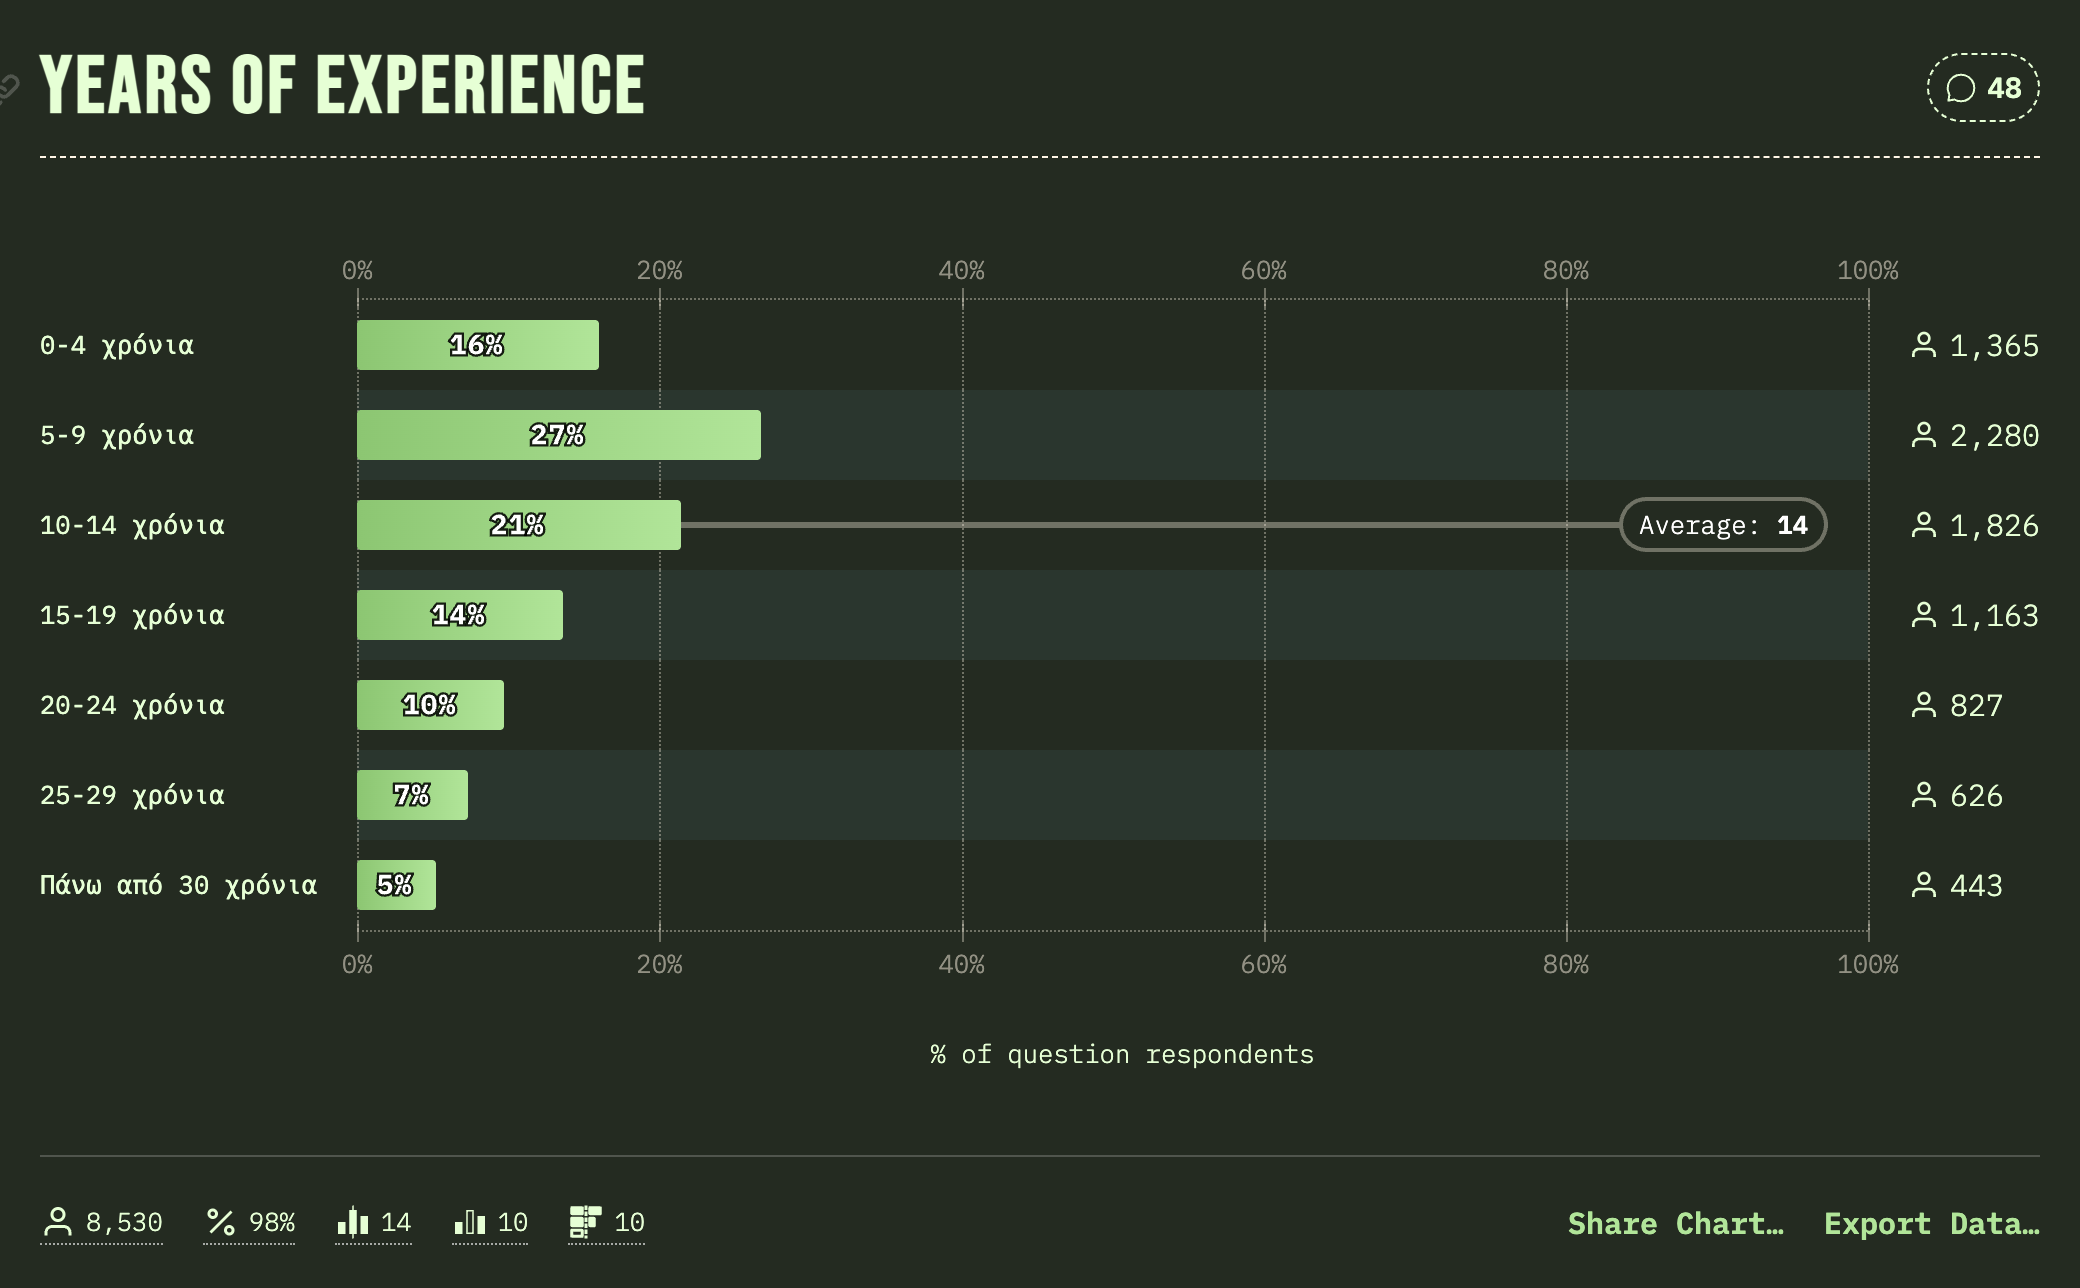 YEARS OF EXPERIENCE
48
0% 20% 40% 60% 80% 100%
0-4 χρόνια 16% 1,365
5-9 χρόνια 27% 2,280
10-14 χρόνια 21% Average: 14 1,826
15-19 χρόνια 14% 1,163
20-24 χρόνια 10% 827
25-29 χρόνια 7% 626
Πάνω από 30 χρόνια 5% 443
0% 20% 40% 60% 80% 100%
% of question respondents
8,530 98% 14 10 10 Share Chart… Export Data…